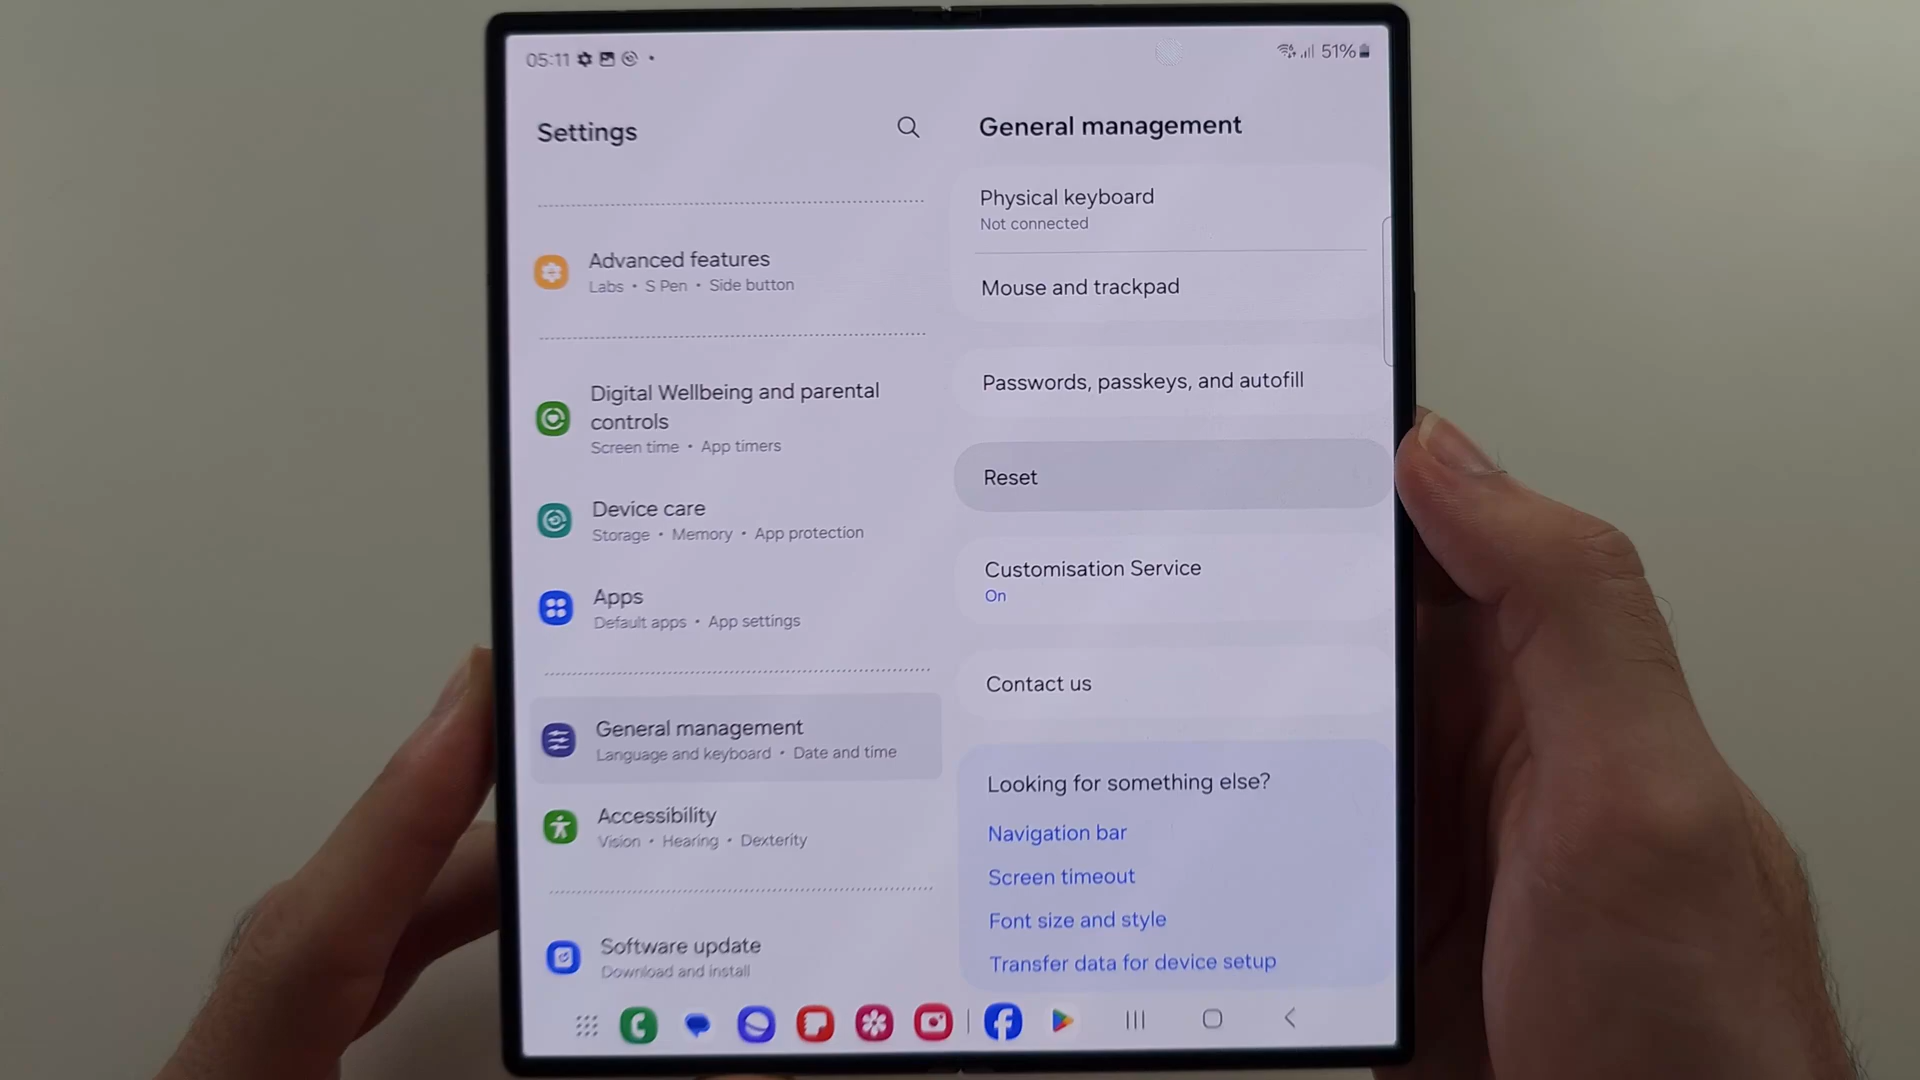 05:11
51%
Settings
Advanced features
Labs • S Pen • Side button
Digital Wellbeing and parental
controls
Screen time • App timers
Device care
Storage • Memory • App protection
Apps
Default apps • App settings
General management
Language and keyboard • Date and time
Accessibility
Vision • Hearing • Dexterity
Software update
Download and install
General management
Physical keyboard
Not connected
Mouse and trackpad
Passwords, passkeys, and autofill
Reset
Customisation Service
On
Contact us
Looking for something else?
Navigation bar
Screen timeout
Font size and style
Transfer data for device setup